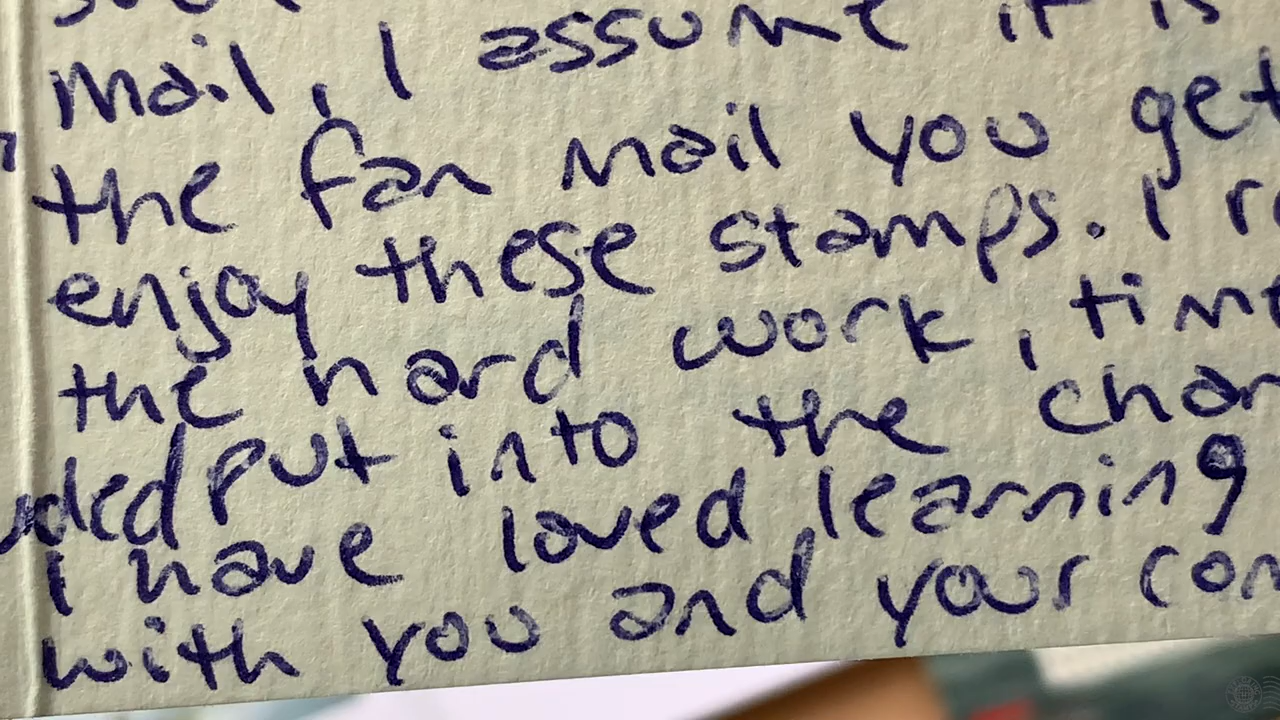 mail, I assume it is
the fan mail you get
enjoy these stamps. I
the hard work, time
put into the
I have loved learning
with you and your